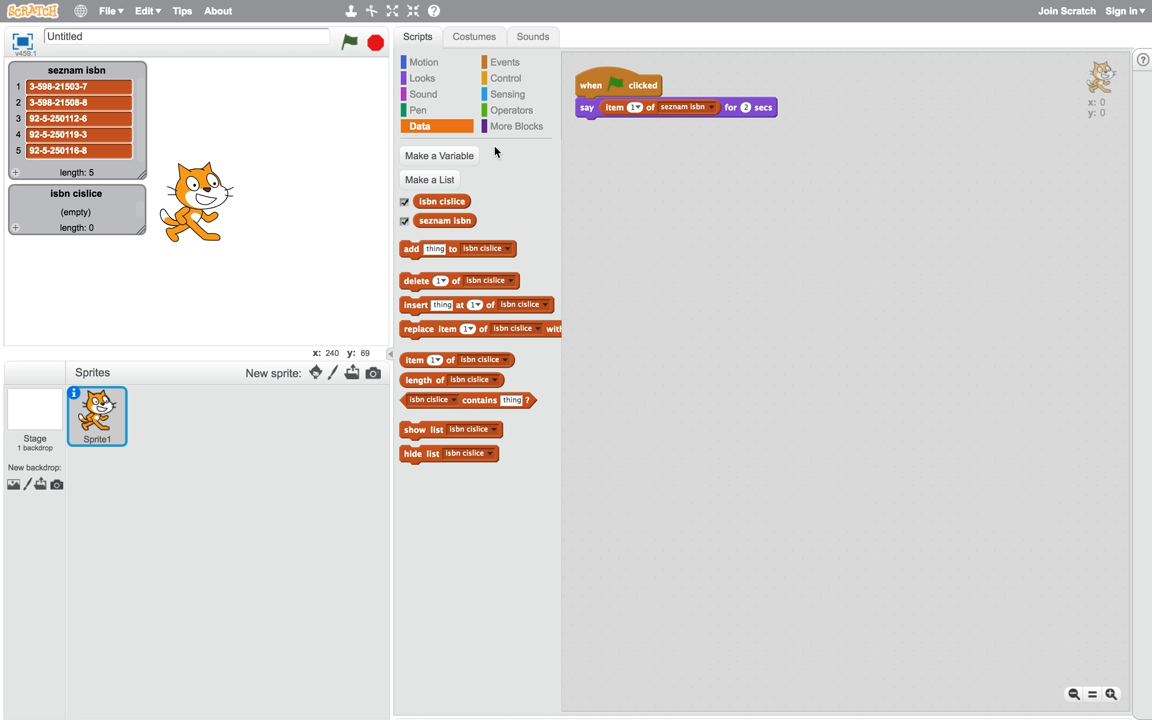 SCRATCH File▾ Edit▾ Tips About Join Scratch Sign in▾
Untitled
v459.1
seznam isbn
1 3-598-21503-7
2 3-598-21508-8
3 92-5-250112-6
4 92-5-250119-3
5 92-5-250116-8
+ length: 5
isbn cislice
(empty)
+ length: 0
x: 240 y: 69
Sprites New sprite:
Stage
1 backdrop
New backdrop:
Sprite1
Scripts Costumes Sounds
Motion Events
Looks Control
Sound Sensing
Pen Operators
Data More Blocks
Make a Variable
Make a List
isbn cislice
seznam isbn
add thing to isbn cislice
delete 1 of isbn cislice
insert thing at 1 of isbn cislice
replace item 1 of isbn cislice with
item 1 of isbn cislice
length of isbn cislice
isbn cislice contains thing ?
show list isbn cislice
hide list isbn cislice
when clicked
say item 1 of seznam isbn for 2 secs
x: 0
y: 0